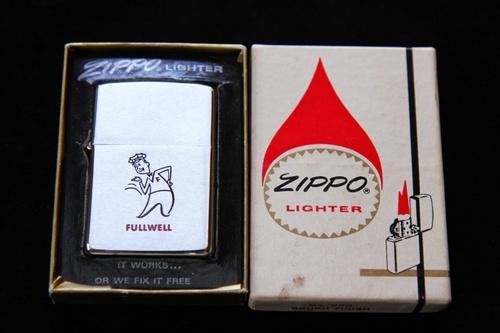 ZIPPO LIGHTER
FULLWELL
IT WORKS...
OR WE FIX IT FREE
ZIPPO®
LIGHTER